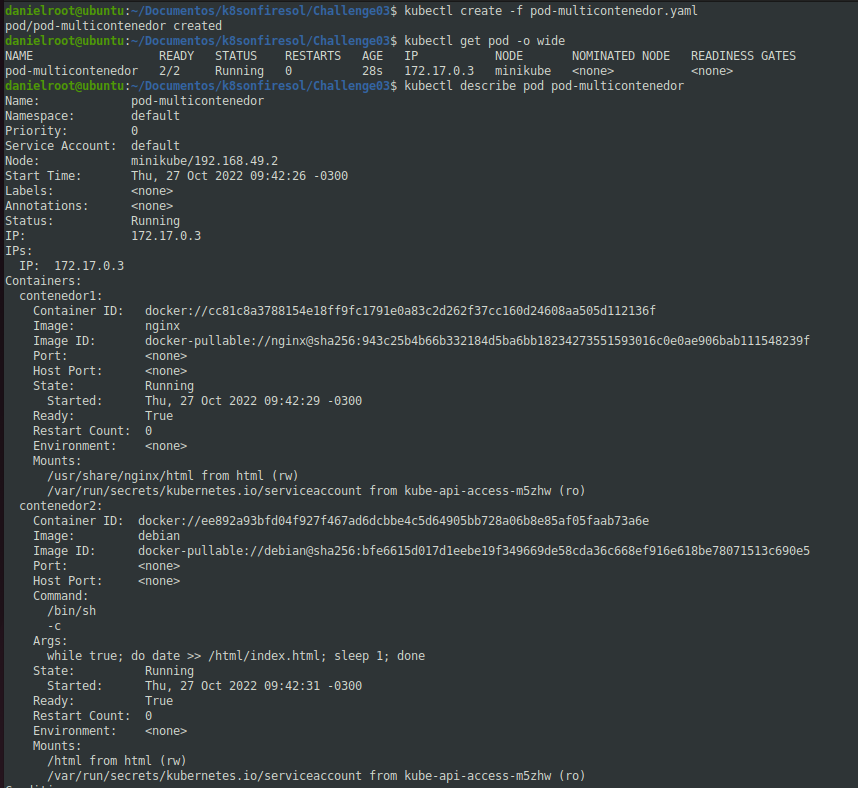 danielroot@ubuntu:~/Documentos/k8sonfiresol/Challenge03$ kubectl create -f pod-multicontenedor.yaml
pod/pod-multicontenedor created
danielroot@ubuntu:~/Documentos/k8sonfiresol/Challenge03$ kubectl get pod -o wide
NAME                  READY   STATUS    RESTARTS   AGE   IP           NODE       NOMINATED NODE   READINESS GATES
pod-multicontenedor   2/2     Running   0          28s   172.17.0.3   minikube   <none>           <none>
danielroot@ubuntu:~/Documentos/k8sonfiresol/Challenge03$ kubectl describe pod pod-multicontenedor
Name:             pod-multicontenedor
Namespace:        default
Priority:         0
Service Account:  default
Node:             minikube/192.168.49.2
Start Time:       Thu, 27 Oct 2022 09:42:26 -0300
Labels:           <none>
Annotations:      <none>
Status:           Running
IP:               172.17.0.3
IPs:
  IP:  172.17.0.3
Containers:
  contenedor1:
    Container ID:   docker://cc81c8a3788154e18ff9fc1791e0a83c2d262f37cc160d24608aa505d112136f
    Image:          nginx
    Image ID:       docker-pullable://nginx@sha256:943c25b4b66b332184d5ba6bb18234273551593016c0e0ae906bab111548239f
    Port:           <none>
    Host Port:      <none>
    State:          Running
      Started:      Thu, 27 Oct 2022 09:42:29 -0300
    Ready:          True
    Restart Count:  0
    Environment:    <none>
    Mounts:
      /usr/share/nginx/html from html (rw)
      /var/run/secrets/kubernetes.io/serviceaccount from kube-api-access-m5zhw (ro)
  contenedor2:
    Container ID:  docker://ee892a93bfd04f927f467ad6dcbbe4c5d64905bb728a06b8e85af05faab73a6e
    Image:         debian
    Image ID:      docker-pullable://debian@sha256:bfe6615d017d1eebe19f349669de58cda36c668ef916e618be78071513c690e5
    Port:          <none>
    Host Port:     <none>
    Command:
      /bin/sh
      -c
    Args:
      while true; do date >> /html/index.html; sleep 1; done
    State:          Running
      Started:      Thu, 27 Oct 2022 09:42:31 -0300
    Ready:          True
    Restart Count:  0
    Environment:    <none>
    Mounts:
      /html from html (rw)
      /var/run/secrets/kubernetes.io/serviceaccount from kube-api-access-m5zhw (ro)